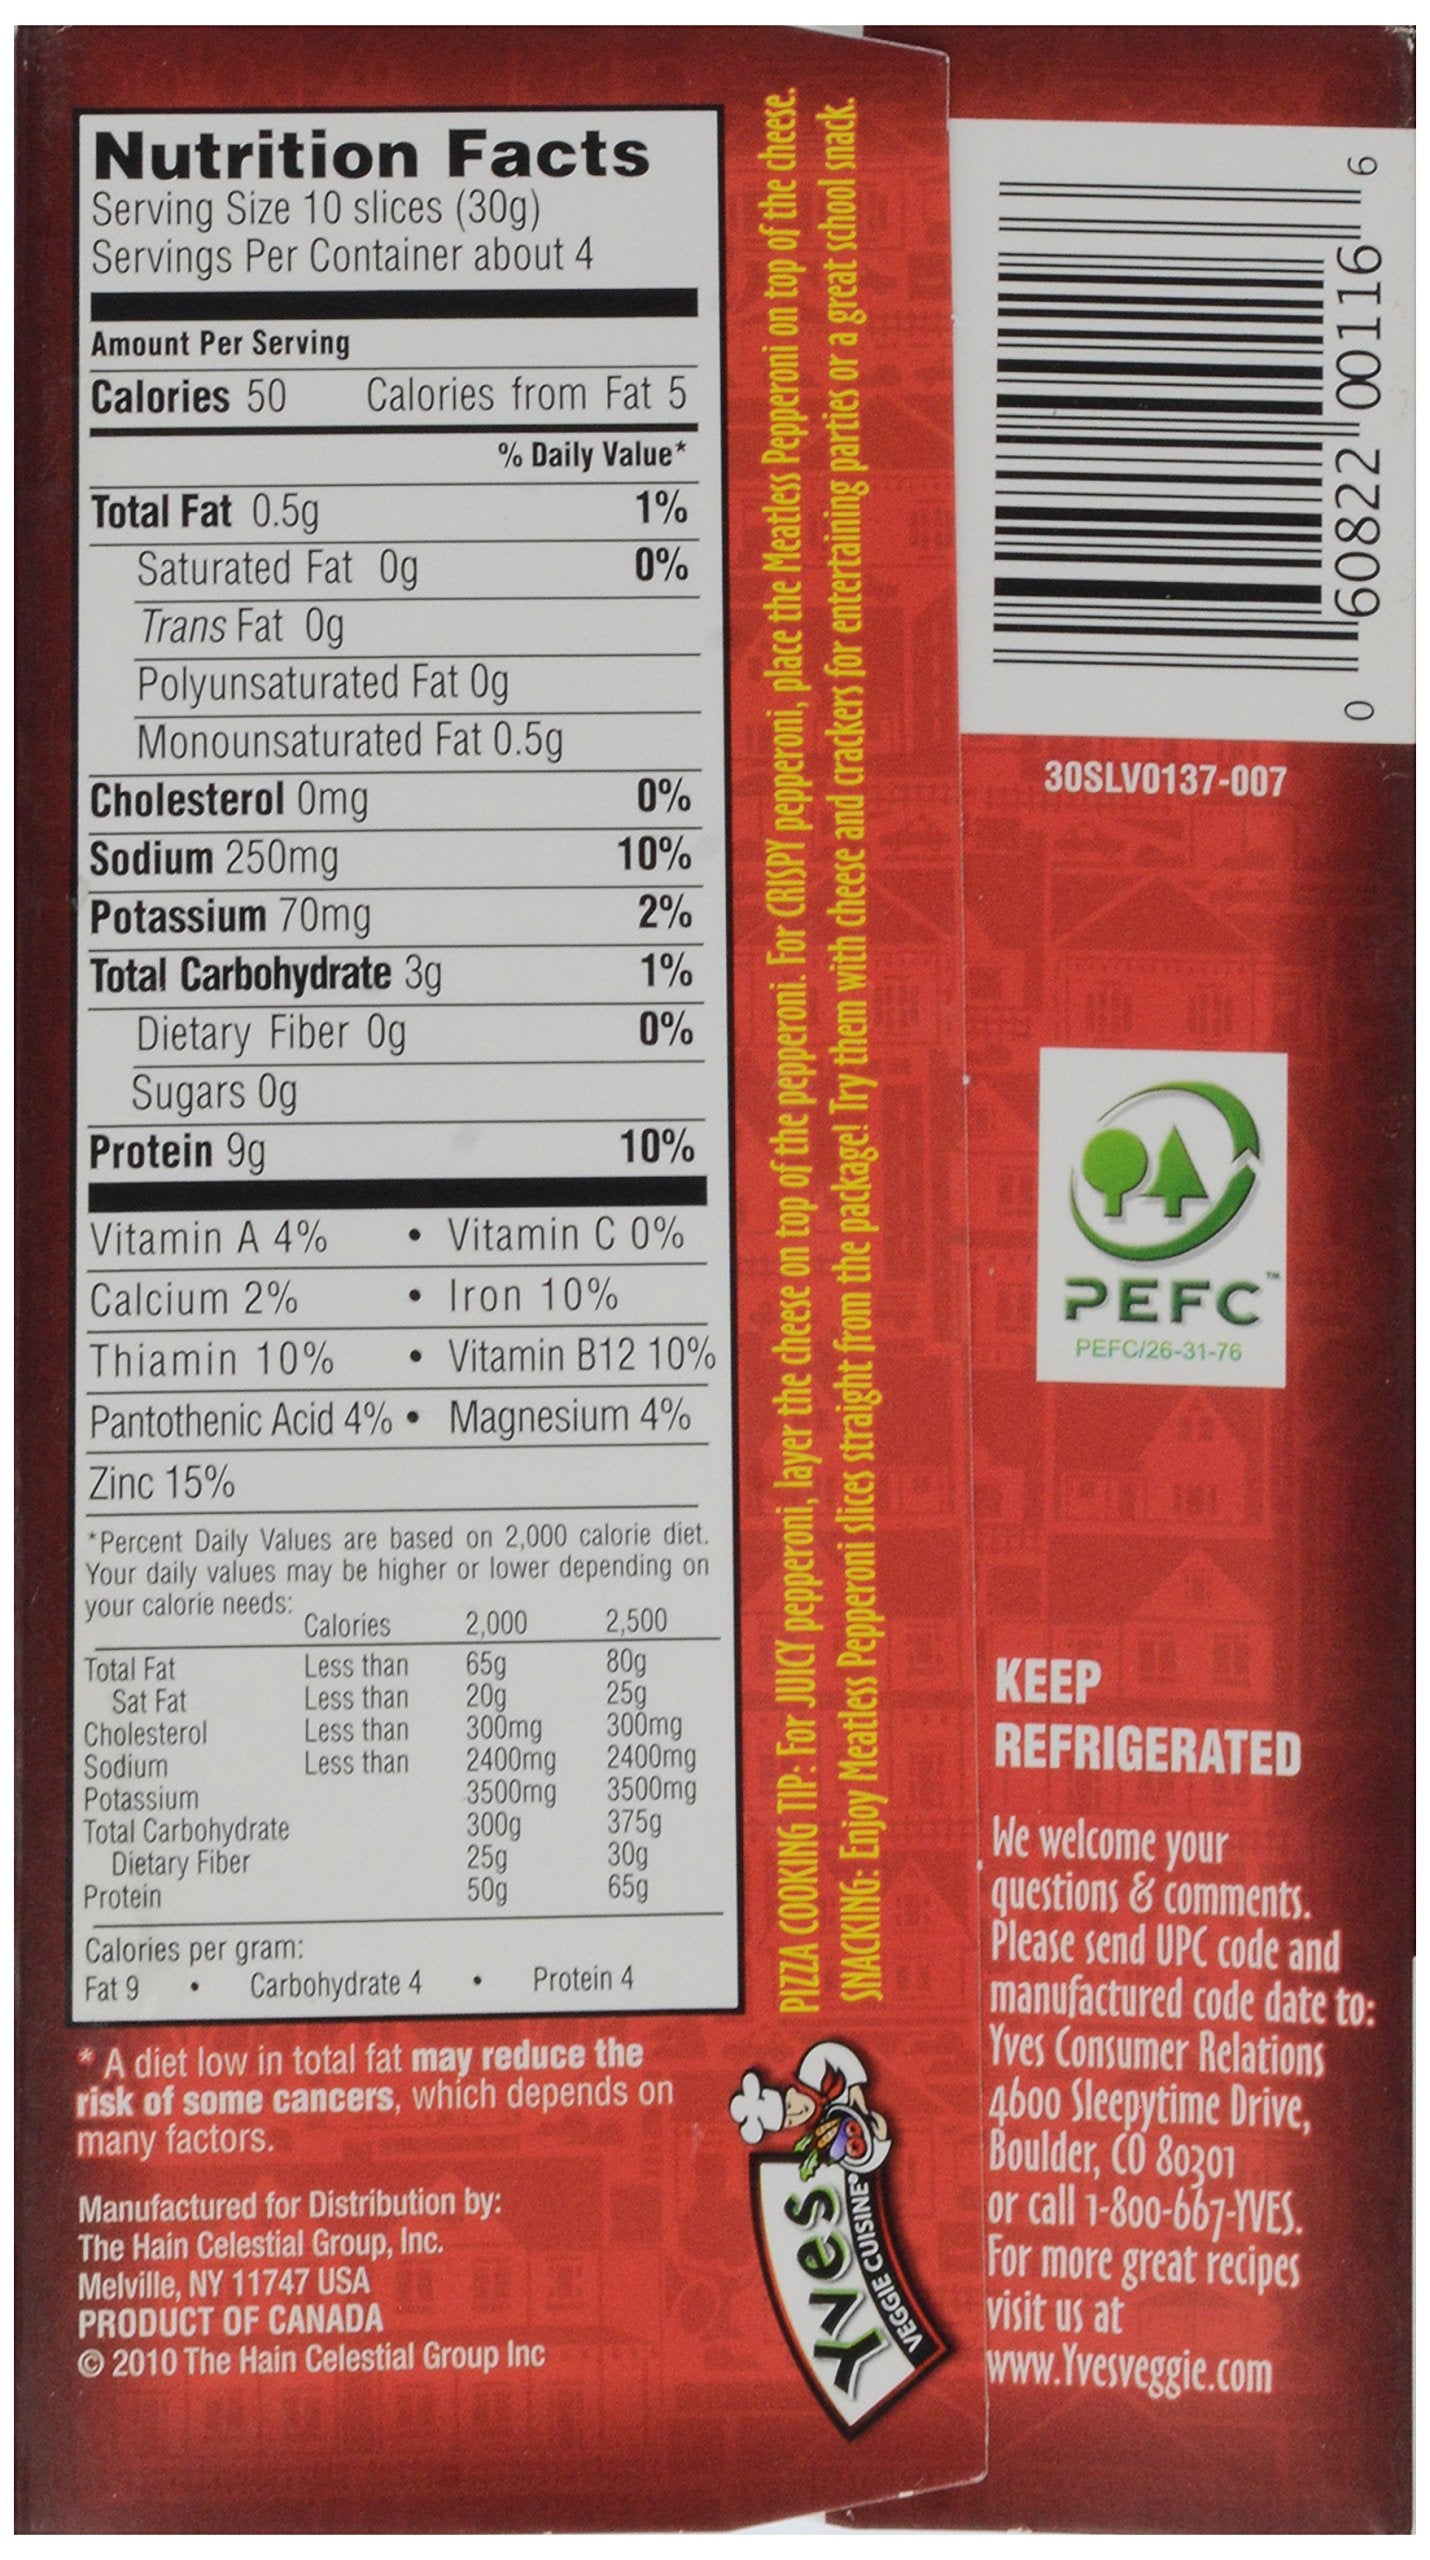 Nutrition Facts
Serving Size 10 slices (30g)
Servings Per Container about 4
Amount Per Serving
Calories 50 Calories from Fat 5
% Daily Value*
Total Fat 0.5g 1%
Saturated Fat 0g 0%
Trans Fat 0g
Polyunsaturated Fat 0g
Monounsaturated Fat 0.5g
Cholesterol 0mg 0%
Sodium 250mg 10%
Potassium 70mg 2%
Total Carbohydrate 3g 1%
Dietary Fiber 0g 0%
Sugars 0g
Protein 9g 10%
Vitamin A 4% • Vitamin C 0%
Calcium 2% • Iron 10%
Thiamin 10% • Vitamin B12 10%
Pantothenic Acid 4% • Magnesium 4%
Zinc 15%
*Percent Daily Values are based on 2,000 calorie diet.
Your daily values may be higher or lower depending on
your calorie needs:
Calories 2,000 2,500
Total Fat Less than 65g 80g
Sat Fat Less than 20g 25g
Cholesterol Less than 300mg 300mg
Sodium Less than 2400mg 2400mg
Potassium 3500mg 3500mg
Total Carbohydrate 300g 375g
Dietary Fiber 25g 30g
Protein 50g 65g
Calories per gram:
Fat 9 • Carbohydrate 4 • Protein 4
* A diet low in total fat may reduce the
risk of some cancers, which depends on
many factors.
Manufactured for Distribution by:
The Hain Celestial Group, Inc.
Melville, NY 11747 USA
PRODUCT OF CANADA
© 2010 The Hain Celestial Group Inc
PIZZA COOKING TIP: For JUICY pepperoni, layer the cheese on top of the pepperoni. For CRISPY pepperoni, place the Meatless Pepperoni on top of the cheese.
SNACKING: Enjoy Meatless Pepperoni slices straight from the package! Try them with cheese and crackers for entertaining parties or a great school snack.
Yves
VEGGIE CUISINE®
0 60822 00116 6
30SLV0137-007
PEFC™
PEFC/26-31-76
KEEP
REFRIGERATED
We welcome your
questions & comments.
Please send UPC code and
manufactured code date to:
Yves Consumer Relations
4600 Sleepytime Drive,
Boulder, CO 80301
or call 1-800-667-YVES.
For more great recipes
visit us at
www.Yvesveggie.com